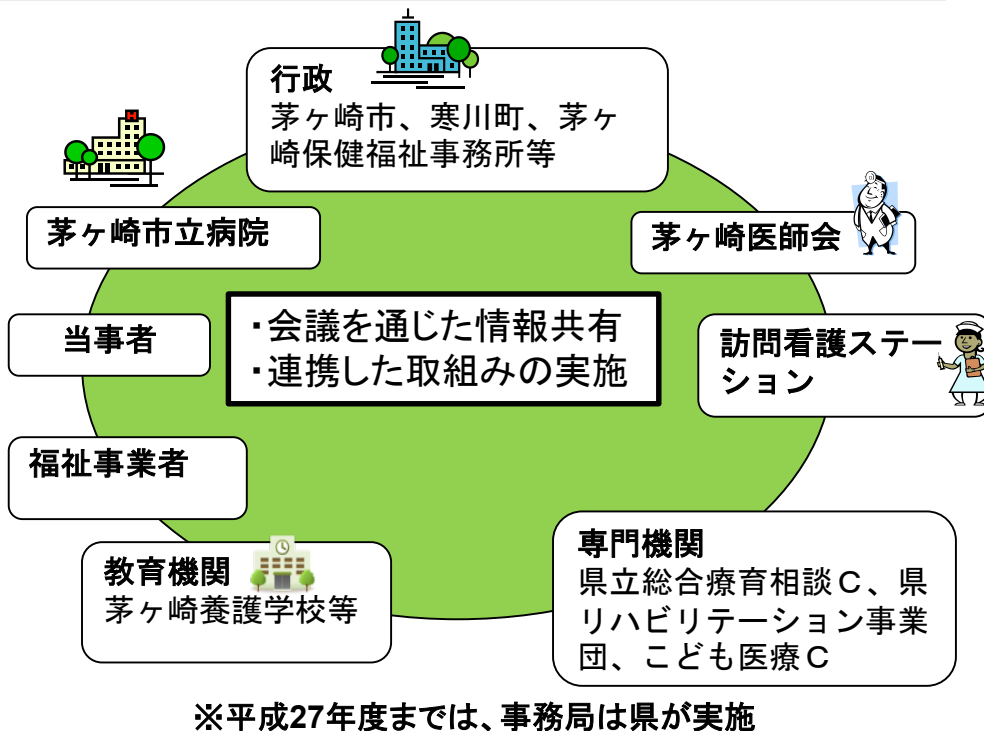 行政
茅ヶ崎市、寒川町、茅ヶ
崎保健福祉事務所等
H
茅ヶ崎市立病院
茅ヶ崎医師会
・会議を通じた情報共有
・連携した取組みの実施
当事者
訪問看護ステー
ション
福祉事業者
教育機関
茅ヶ崎養護学校等
専門機関
県立総合療育相談C、県
リハビリテーション事業
団、こども医療C
※平成27年度までは、事務局は県が実施